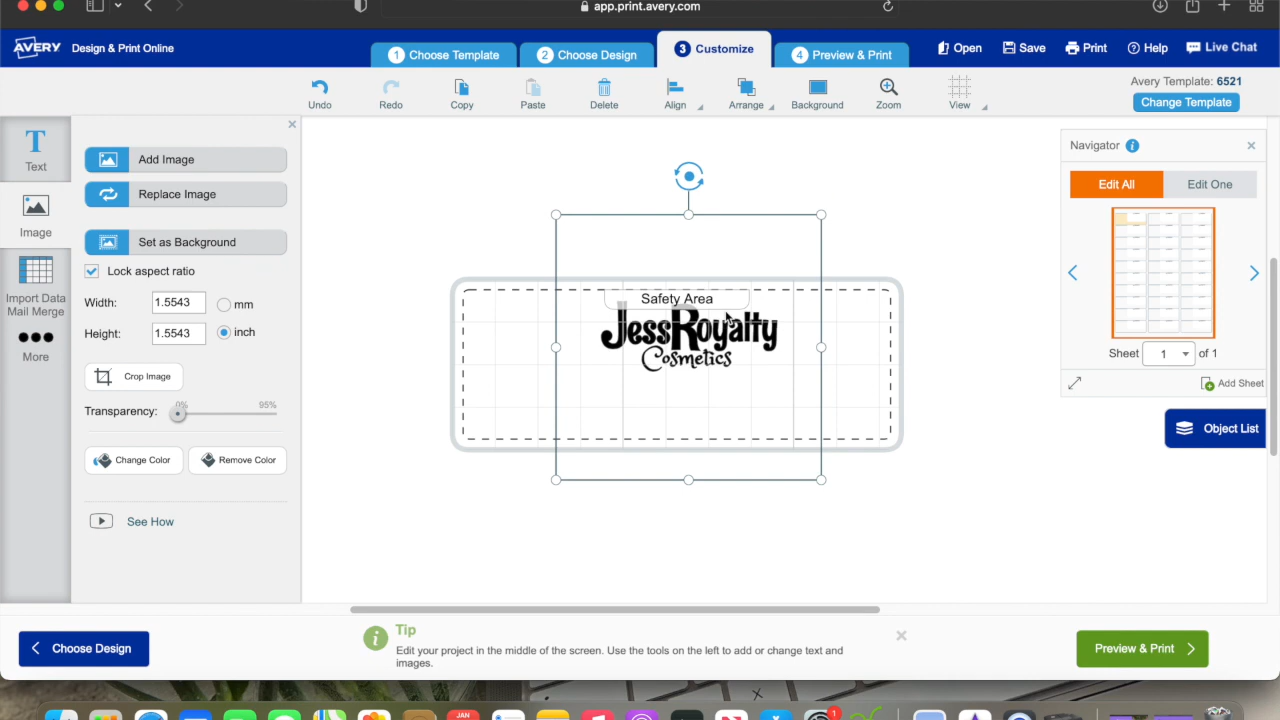 app.print.avery.com
AVERY Design & Print Online
1 Choose Template
2 Choose Design
3 Customize
4 Preview & Print
Open
Save
Print
Help
Live Chat
Undo
Redo
Copy
Paste
Delete
Align
Arrange
Background
Zoom
View
Avery Template: 6521
Change Template
Text
Image
Import Data
Mail Merge
More
Add Image
Replace Image
Set as Background
Lock aspect ratio
Width: 1.5543 mm
Height: 1.5543 inch
Crop Image
Transparency: 0% 95%
Change Color
Remove Color
See How
Safety Area
JessRoyalty
Cosmetics
Navigator
Edit All
Edit One
Sheet 1 of 1
Add Sheet
Object List
Choose Design
Tip
Edit your project in the middle of the screen. Use the tools on the left to add or change text and
images.
Preview & Print
JAN
1